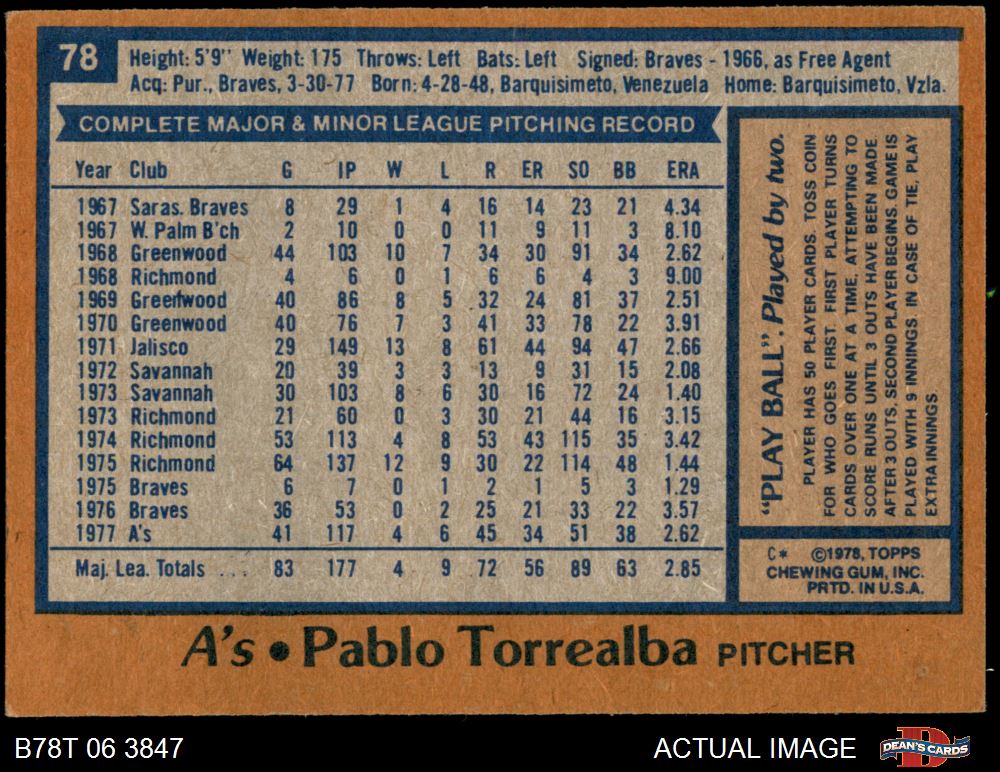 78
Height: 5'9" Weight: 175 Throws: Left Bats: Left Signed: Braves - 1966, as Free Agent
Acq: Pur., Braves, 3-30-77 Born: 4-28-48, Barquisimeto, Venezuela Home: Barquisimeto, Vzla.
COMPLETE MAJOR & MINOR LEAGUE PITCHING RECORD
Year Club G IP W L R ER SO BB ERA
1967 Saras. Braves 8 29 1 4 16 14 23 21 4.34
1967 W. Palm B'ch 2 10 0 0 11 9 11 3 8.10
1968 Greenwood 44 103 10 7 34 30 91 34 2.62
1968 Richmond 4 6 0 1 6 6 4 3 9.00
1969 Greenwood 40 86 8 5 32 24 81 37 2.51
1970 Greenwood 40 76 7 3 41 33 78 22 3.91
1971 Jalisco 29 149 13 8 61 44 94 47 2.66
1972 Savannah 20 39 3 3 13 9 31 15 2.08
1973 Savannah 30 103 8 6 30 16 72 24 1.40
1973 Richmond 21 60 0 3 30 21 44 16 3.15
1974 Richmond 53 113 4 8 53 43 115 35 3.42
1975 Richmond 64 137 12 9 30 22 114 48 1.44
1975 Braves 6 7 0 1 2 1 5 3 1.29
1976 Braves 36 53 0 2 25 21 33 22 3.57
1977 A's 41 117 4 6 45 34 51 38 2.62
Maj. Lea. Totals ... 83 177 4 9 72 56 89 63 2.85
"PLAY BALL". Played by two.
PLAYER HAS 50 PLAYER CARDS. TOSS COIN
FOR WHO GOES FIRST. FIRST PLAYER TURNS
CARDS OVER ONE AT A TIME, ATTEMPTING TO
SCORE RUNS UNTIL 3 OUTS HAVE BEEN MADE.
AFTER 3 OUTS, SECOND PLAYER BEGINS. GAME IS
PLAYED WITH 9 INNINGS. IN CASE OF TIE, PLAY
EXTRA INNINGS.
C* ©1978, TOPPS
CHEWING GUM, INC.
PRTD. IN U.S.A.
A's • Pablo Torrealba PITCHER
B78T 06 3847
ACTUAL IMAGE
DEAN'S CARDS